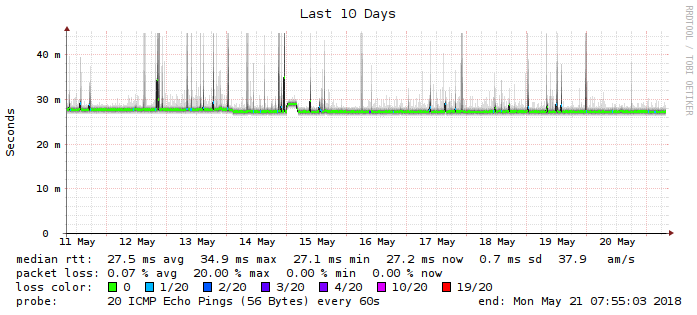 Last 10 Days
RRDTOOL / TOBI OETIKER
Seconds
40 m
30 m
20 m
10 m
0
11 May 12 May 13 May 14 May 15 May 16 May 17 May 18 May 19 May 20 May
median rtt: 27.5 ms avg 34.9 ms max 27.1 ms min 27.2 ms now 0.7 ms sd 37.9 am/s
packet loss: 0.07 % avg 20.00 % max 0.00 % min 0.00 % now
loss color: 0 1/20 2/20 3/20 4/20 10/20 19/20
probe: 20 ICMP Echo Pings (56 Bytes) every 60s end: Mon May 21 07:55:03 2018